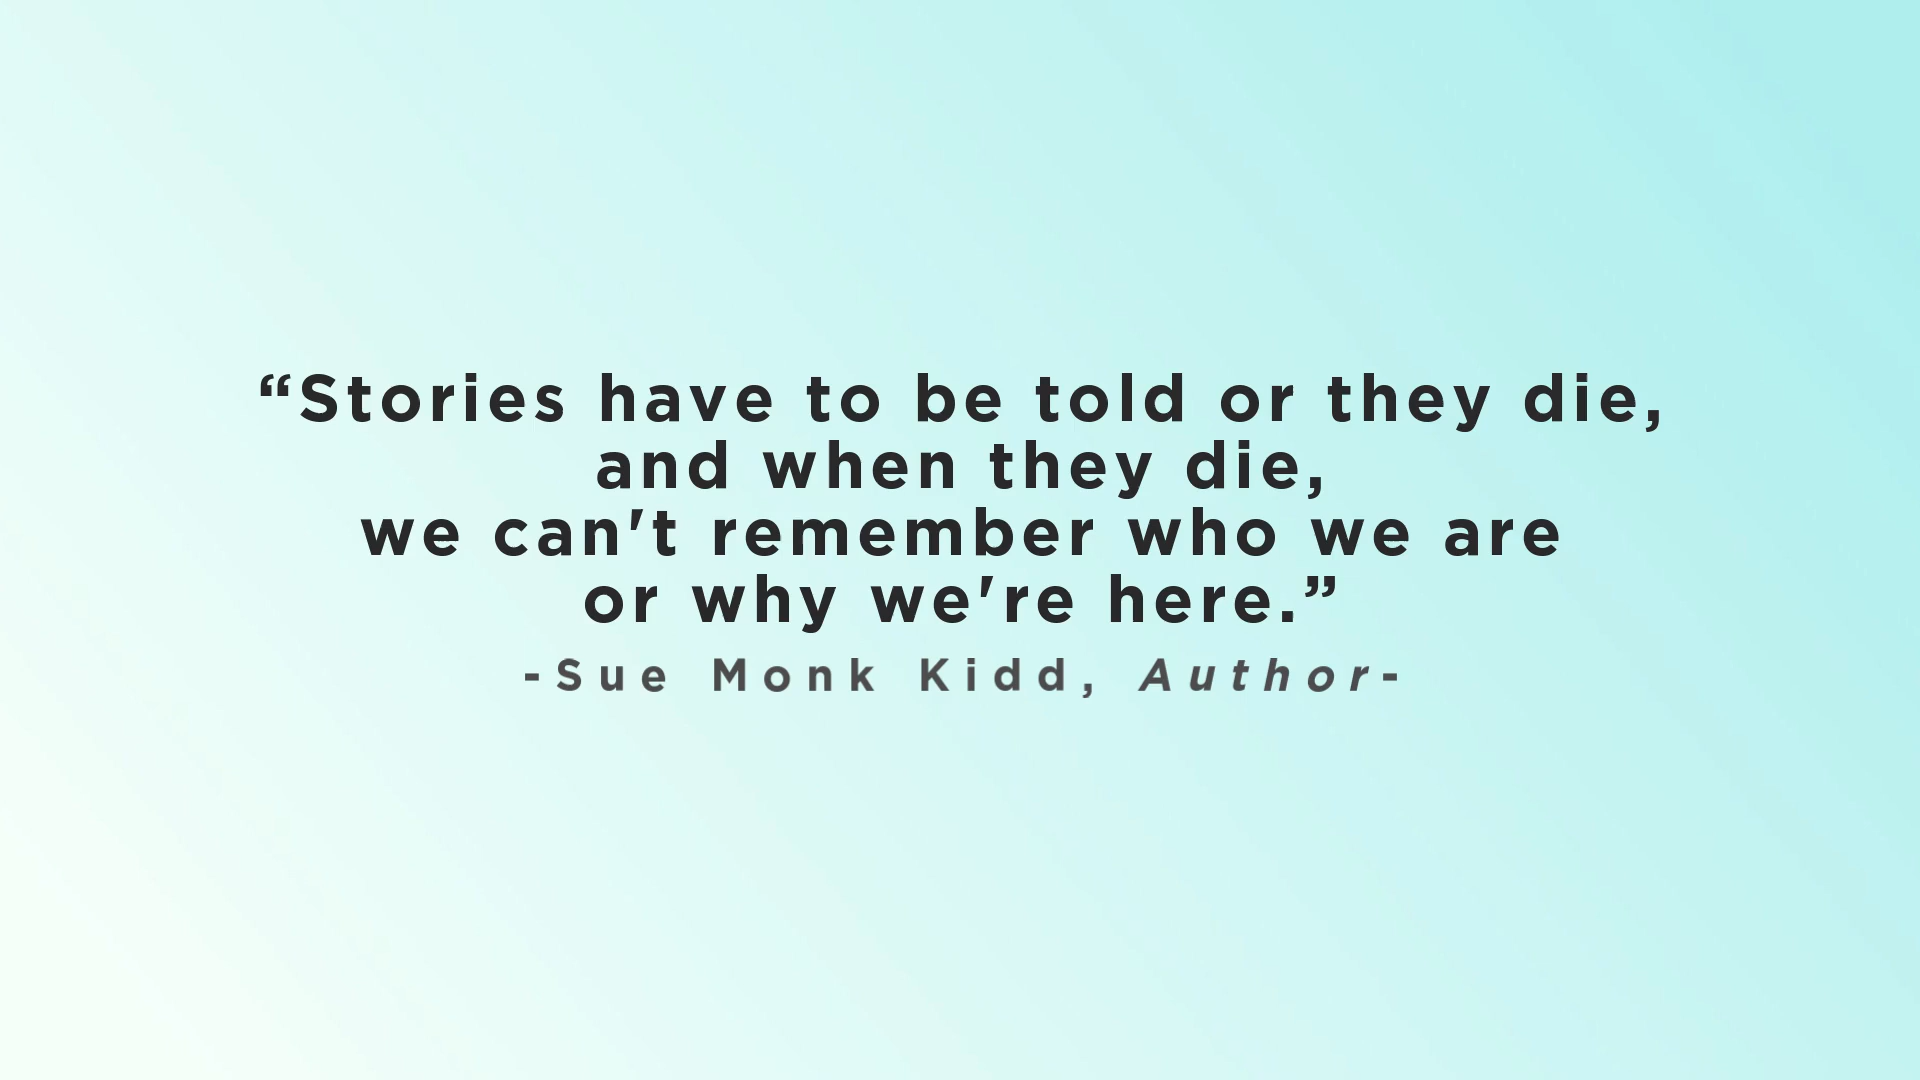 “Stories have to be told or they die,
and when they die,
we can't remember who we are
or why we're here.”
-Sue Monk Kidd, Author-